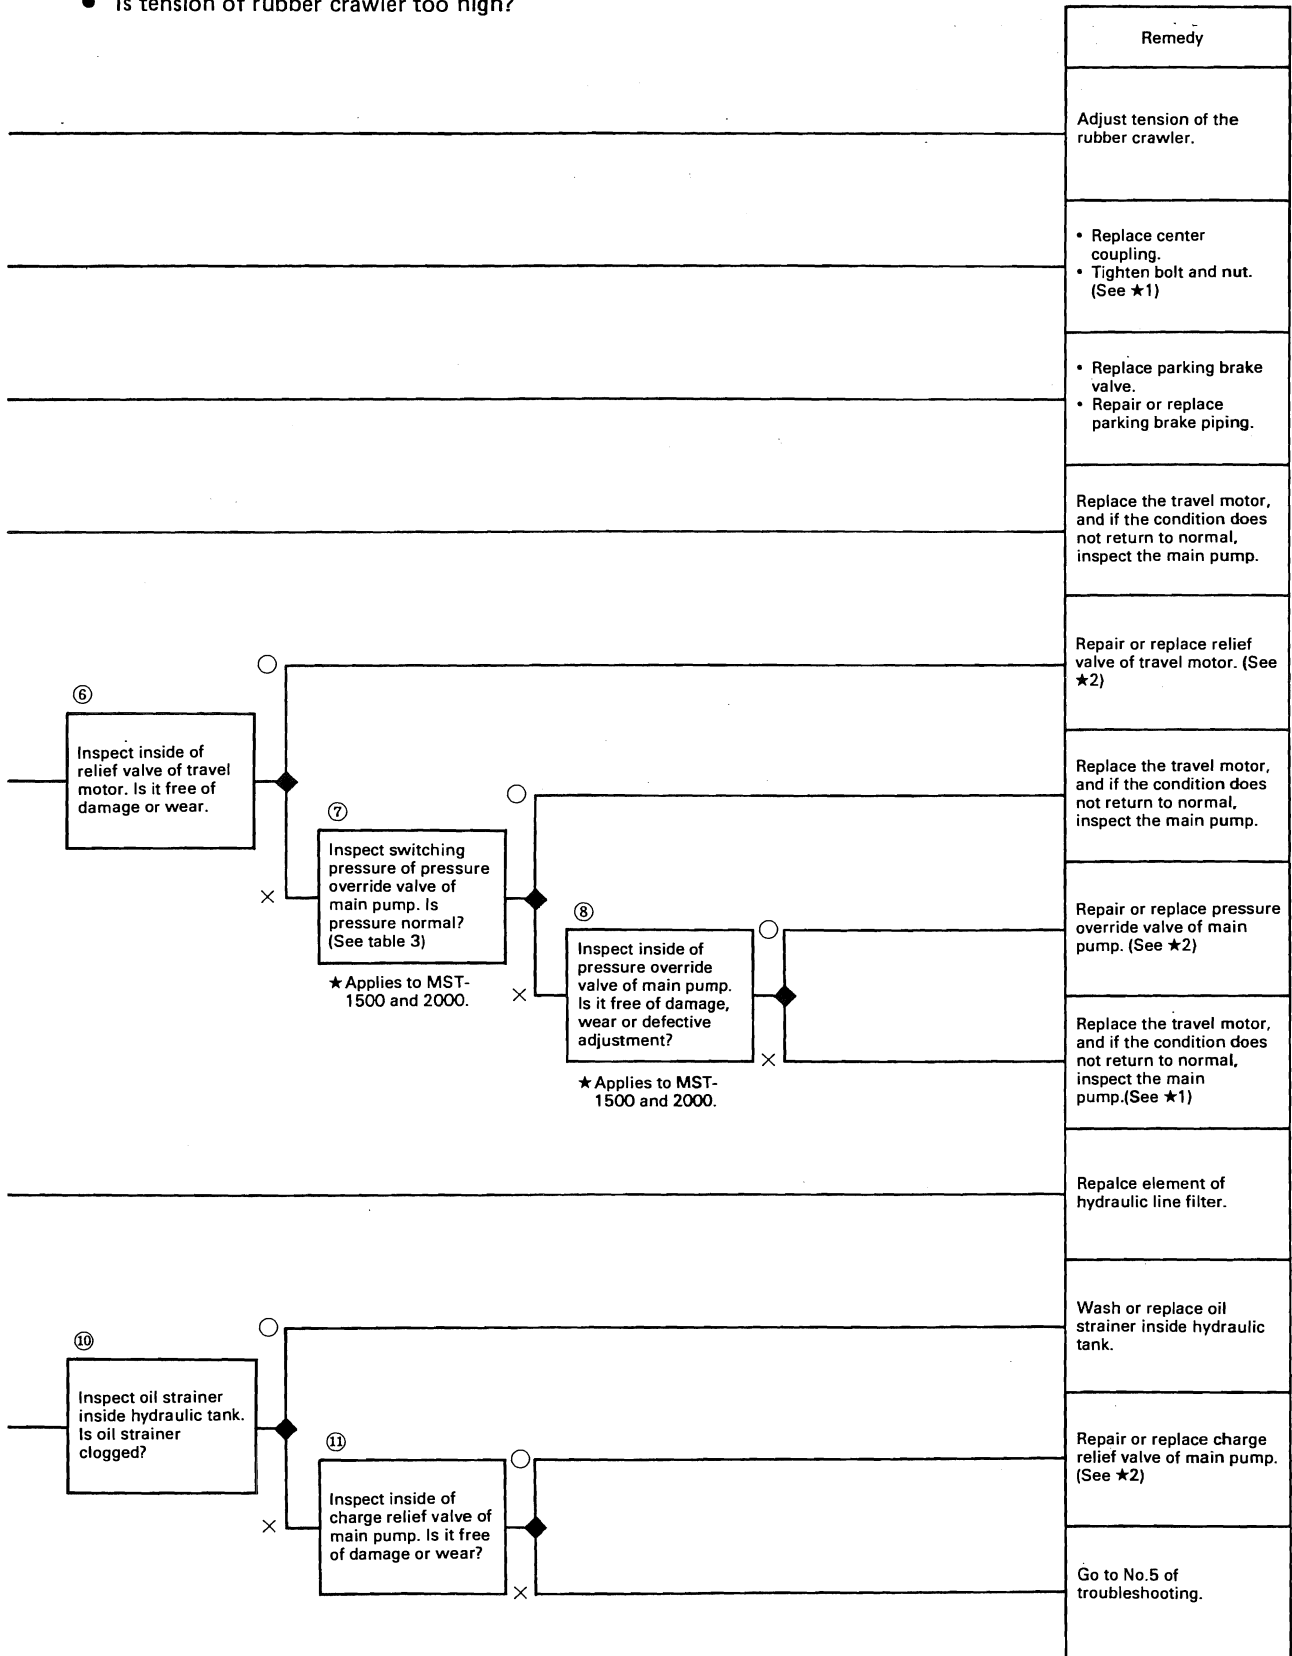 ● Is tension of rubber crawler too high?
Remedy
Adjust tension of the
rubber crawler.
• Replace center
coupling.
• Tighten bolt and nut.
(See ★1)
• Replace parking brake
valve.
• Repair or replace
parking brake piping.
Replace the travel motor,
and if the condition does
not return to normal,
inspect the main pump.
○
Repair or replace relief
valve of travel motor. (See
★2)
⑥
Inspect inside of
relief valve of travel
motor. Is it free of
damage or wear.
×
○
Replace the travel motor,
and if the condition does
not return to normal,
inspect the main pump.
⑦
Inspect switching
pressure of pressure
override valve of
main pump. Is
pressure normal?
(See table 3)
★Applies to MST-
1500 and 2000.
×
○
Repair or replace pressure
override valve of main
pump. (See ★2)
⑧
Inspect inside of
pressure override
valve of main pump.
Is it free of damage,
wear or defective
adjustment?
★Applies to MST-
1500 and 2000.
×
Replace the travel motor,
and if the condition does
not return to normal,
inspect the main
pump.(See ★1)
Repalce element of
hydraulic line filter.
○
Wash or replace oil
strainer inside hydraulic
tank.
⑩
Inspect oil strainer
inside hydraulic tank.
Is oil strainer
clogged?
×
○
Repair or replace charge
relief valve of main pump.
(See ★2)
⑪
Inspect inside of
charge relief valve of
main pump. Is it free
of damage or wear?
×
Go to No.5 of
troubleshooting.